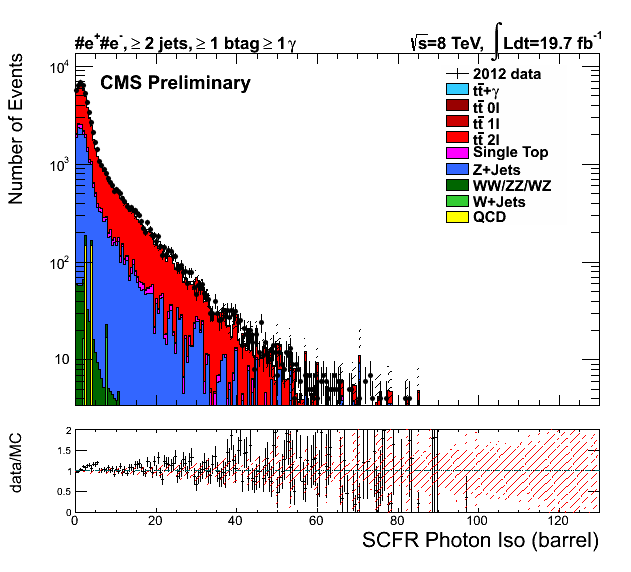 #e⁺#e⁻, ≥ 2 jets, ≥ 1 btag ≥ 1 γ
√s=8 TeV, ∫Ldt=19.7 fb⁻¹
CMS Preliminary
Number of Events
10⁴
10³
10²
10
2012 data
tt̄+γ
tt̄ 0l
tt̄ 1l
tt̄ 2l
Single Top
Z+Jets
WW/ZZ/WZ
W+Jets
QCD
data/MC
2
1.5
1
0.5
0
0 20 40 60 80 100 120
SCFR Photon Iso (barrel)